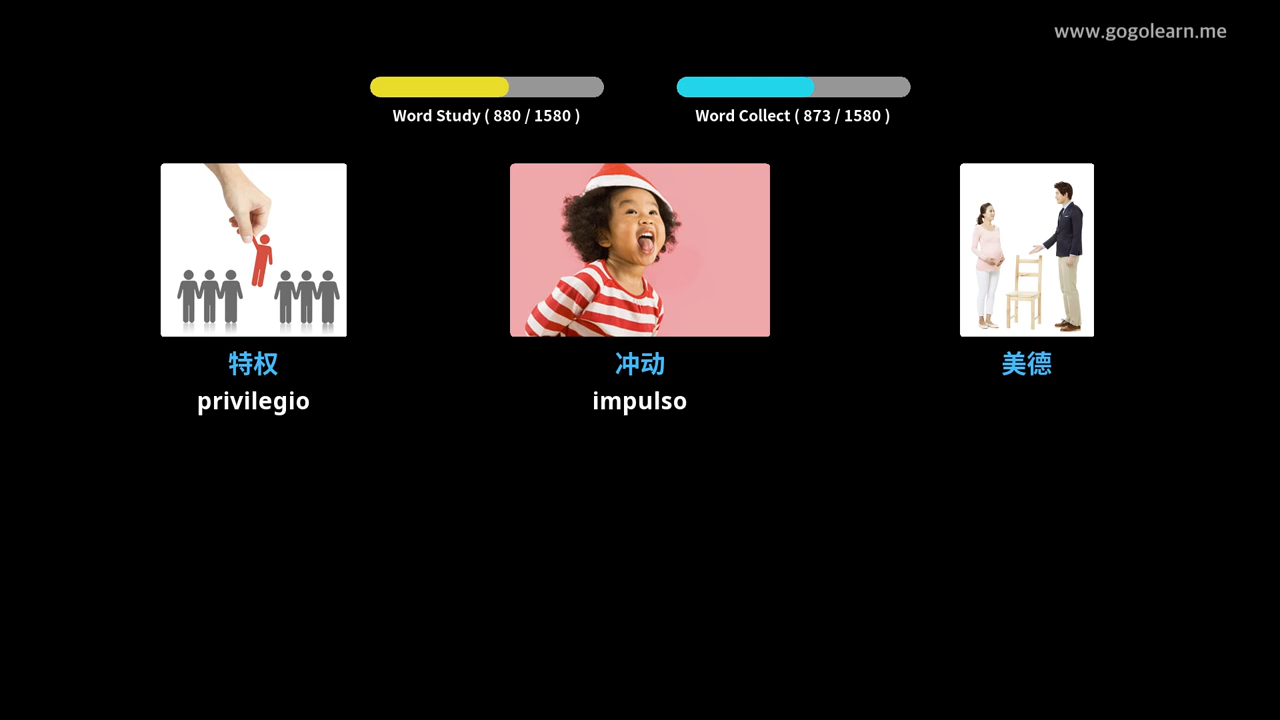 www.gogolearn.me
Word Study ( 880 / 1580 )
Word Collect ( 873 / 1580 )
特权
冲动
美德
privilegio
impulso